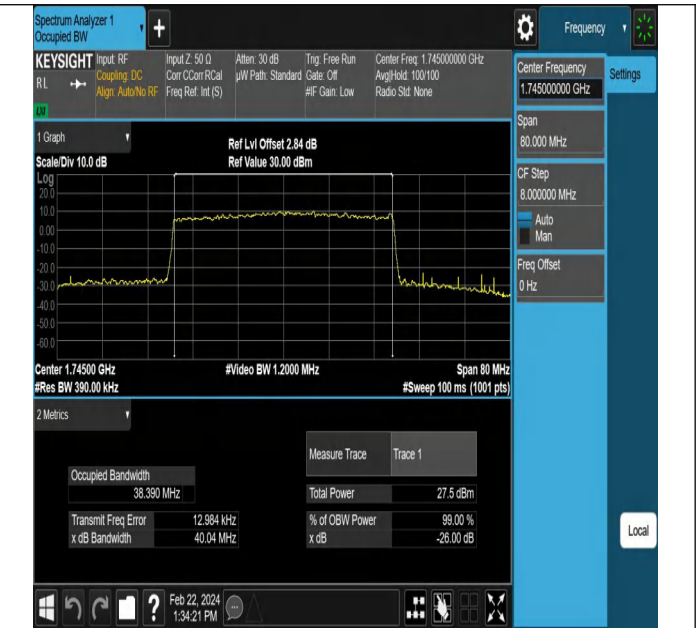 Spectrum Analyzer 1
Occupied BW
Frequency
KEYSIGHT
RL
Input: RF
Coupling: DC
Align: Auto/No RF
Input Z: 50 Ω
Corr CCorr RCal
Freq Ref: Int (S)
Atten: 30 dB
µW Path: Standard
Trig: Free Run
Gate: Off
#IF Gain: Low
Center Freq: 1.745000000 GHz
Avg|Hold: 100/100
Radio Std: None
Center Frequency
1.745000000 GHz
Settings
Span
80.000 MHz
CF Step
8.000000 MHz
Auto
Man
Freq Offset
0 Hz
1 Graph
Scale/Div 10.0 dB
Ref Lvl Offset 2.84 dB
Ref Value 30.00 dBm
Log
20.0
10.0
0.00
-10.0
-20.0
-30.0
-40.0
-50.0
-60.0
Center 1.74500 GHz
#Video BW 1.2000 MHz
Span 80 MHz
#Res BW 390.00 kHz
#Sweep 100 ms (1001 pts)
2 Metrics
Measure Trace
Trace 1
Occupied Bandwidth
38.390 MHz
Total Power
27.5 dBm
Transmit Freq Error
12.984 kHz
% of OBW Power
99.00 %
x dB Bandwidth
40.04 MHz
x dB
-26.00 dB
Local
?
Feb 22, 2024
1:34:21 PM